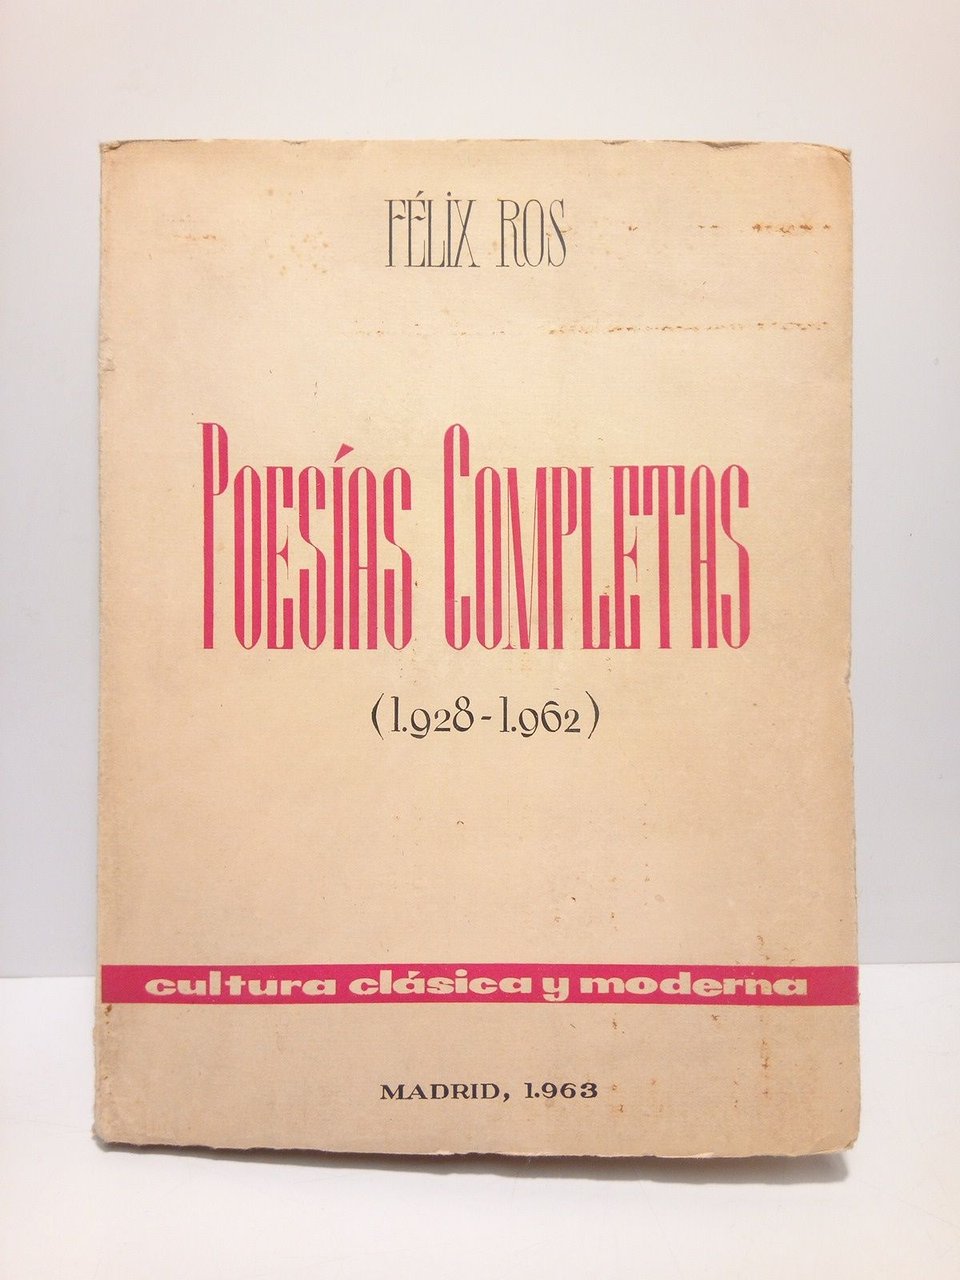 FÉLIX ROS
POESÍAS COMPLETAS
(1.928-1.962)
cultura clásica y moderna
MADRID, 1.963